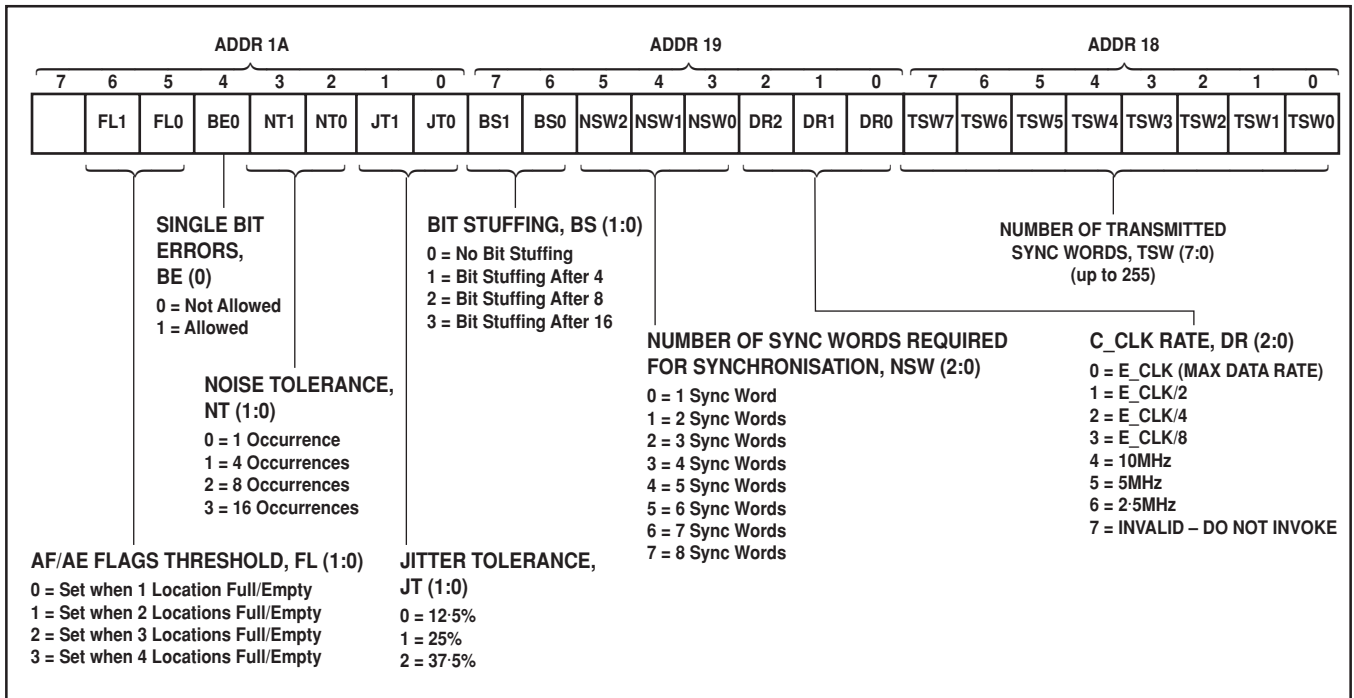 ADDR 1A ADDR 19 ADDR 18
7 6 5 4 3 2 1 0 7 6 5 4 3 2 1 0 7 6 5 4 3 2 1 0
FL1 FL0 BE0 NT1 NT0 JT1 JT0 BS1 BS0 NSW2 NSW1 NSW0 DR2 DR1 DR0 TSW7 TSW6 TSW5 TSW4 TSW3 TSW2 TSW1 TSW0
SINGLE BIT
ERRORS,
BE (0)
0 = Not Allowed
1 = Allowed
BIT STUFFING, BS (1:0)
0 = No Bit Stuffing
1 = Bit Stuffing After 4
2 = Bit Stuffing After 8
3 = Bit Stuffing After 16
NUMBER OF TRANSMITTED
SYNC WORDS, TSW (7:0)
(up to 255)
NOISE TOLERANCE,
NT (1:0)
0 = 1 Occurrence
1 = 4 Occurrences
2 = 8 Occurrences
3 = 16 Occurrences
NUMBER OF SYNC WORDS REQUIRED
FOR SYNCHRONISATION, NSW (2:0)
0 = 1 Sync Word
1 = 2 Sync Words
2 = 3 Sync Words
3 = 4 Sync Words
4 = 5 Sync Words
5 = 6 Sync Words
6 = 7 Sync Words
7 = 8 Sync Words
C_CLK RATE, DR (2:0)
0 = E_CLK (MAX DATA RATE)
1 = E_CLK/2
2 = E_CLK/4
3 = E_CLK/8
4 = 10MHz
5 = 5MHz
6 = 2·5MHz
7 = INVALID – DO NOT INVOKE
AF/AE FLAGS THRESHOLD, FL (1:0)
0 = Set when 1 Location Full/Empty
1 = Set when 2 Locations Full/Empty
2 = Set when 3 Locations Full/Empty
3 = Set when 4 Locations Full/Empty
JITTER TOLERANCE,
JT (1:0)
0 = 12·5%
1 = 25%
2 = 37·5%